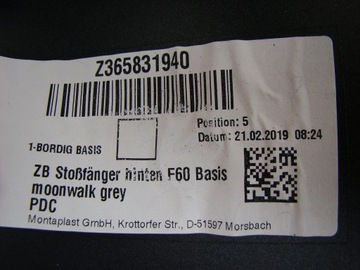 Z365831940
Position: 5
Datum: 21.02.2019 08:24
1-BORDIG BASIS
ZB Stoßfänger hinten F60 Basis
moonwalk grey
PDC
Montaplast GmbH, Krottorfer Str., D-51597 Morsbach